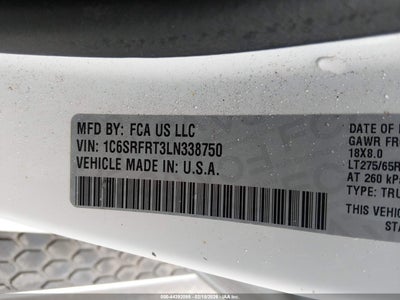 MFD BY: FCA US LLC
VIN: 1C6SRFRT3LN338750
VEHICLE MADE IN U.S.A.
DATE OF
GAWR FR
18X8.0
LT275/65R
AT 260 kP
TYPE: TRU
THIS VEHIC
STA